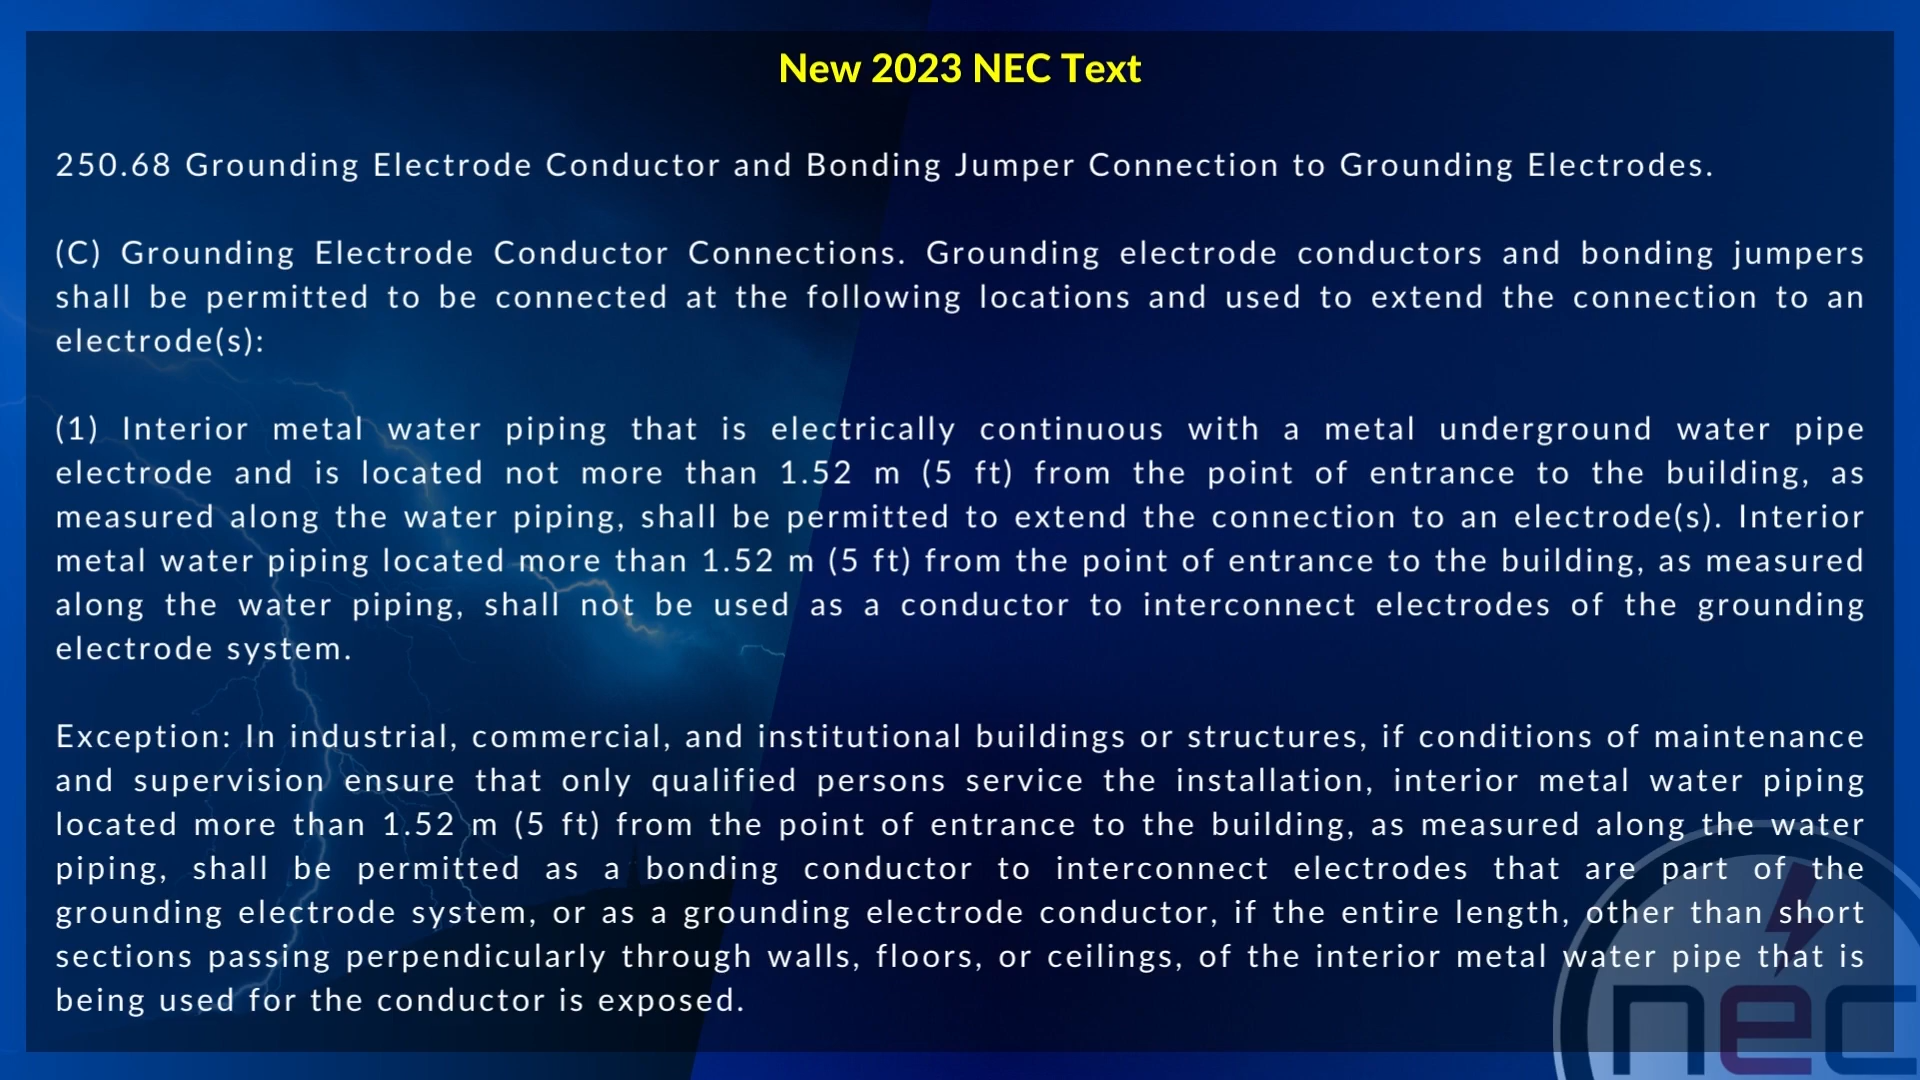 New 2023 NEC Text
250.68 Grounding Electrode Conductor and Bonding Jumper Connection to Grounding Electrodes.
(C) Grounding Electrode Conductor Connections. Grounding electrode conductors and bonding jumpers
shall be permitted to be connected at the following locations and used to extend the connection to an
electrode(s):
(1) Interior metal water piping that is electrically continuous with a metal underground water pipe
electrode and is located not more than 1.52 m (5 ft) from the point of entrance to the building, as
measured along the water piping, shall be permitted to extend the connection to an electrode(s). Interior
metal water piping located more than 1.52 m (5 ft) from the point of entrance to the building, as measured
along the water piping, shall not be used as a conductor to interconnect electrodes of the grounding
electrode system.
Exception: In industrial, commercial, and institutional buildings or structures, if conditions of maintenance
and supervision ensure that only qualified persons service the installation, interior metal water piping
located more than 1.52 m (5 ft) from the point of entrance to the building, as measured along the water
piping, shall be permitted as a bonding conductor to interconnect electrodes that are part of the
grounding electrode system, or as a grounding electrode conductor, if the entire length, other than short
sections passing perpendicularly through walls, floors, or ceilings, of the interior metal water pipe that is
being used for the conductor is exposed.
nec